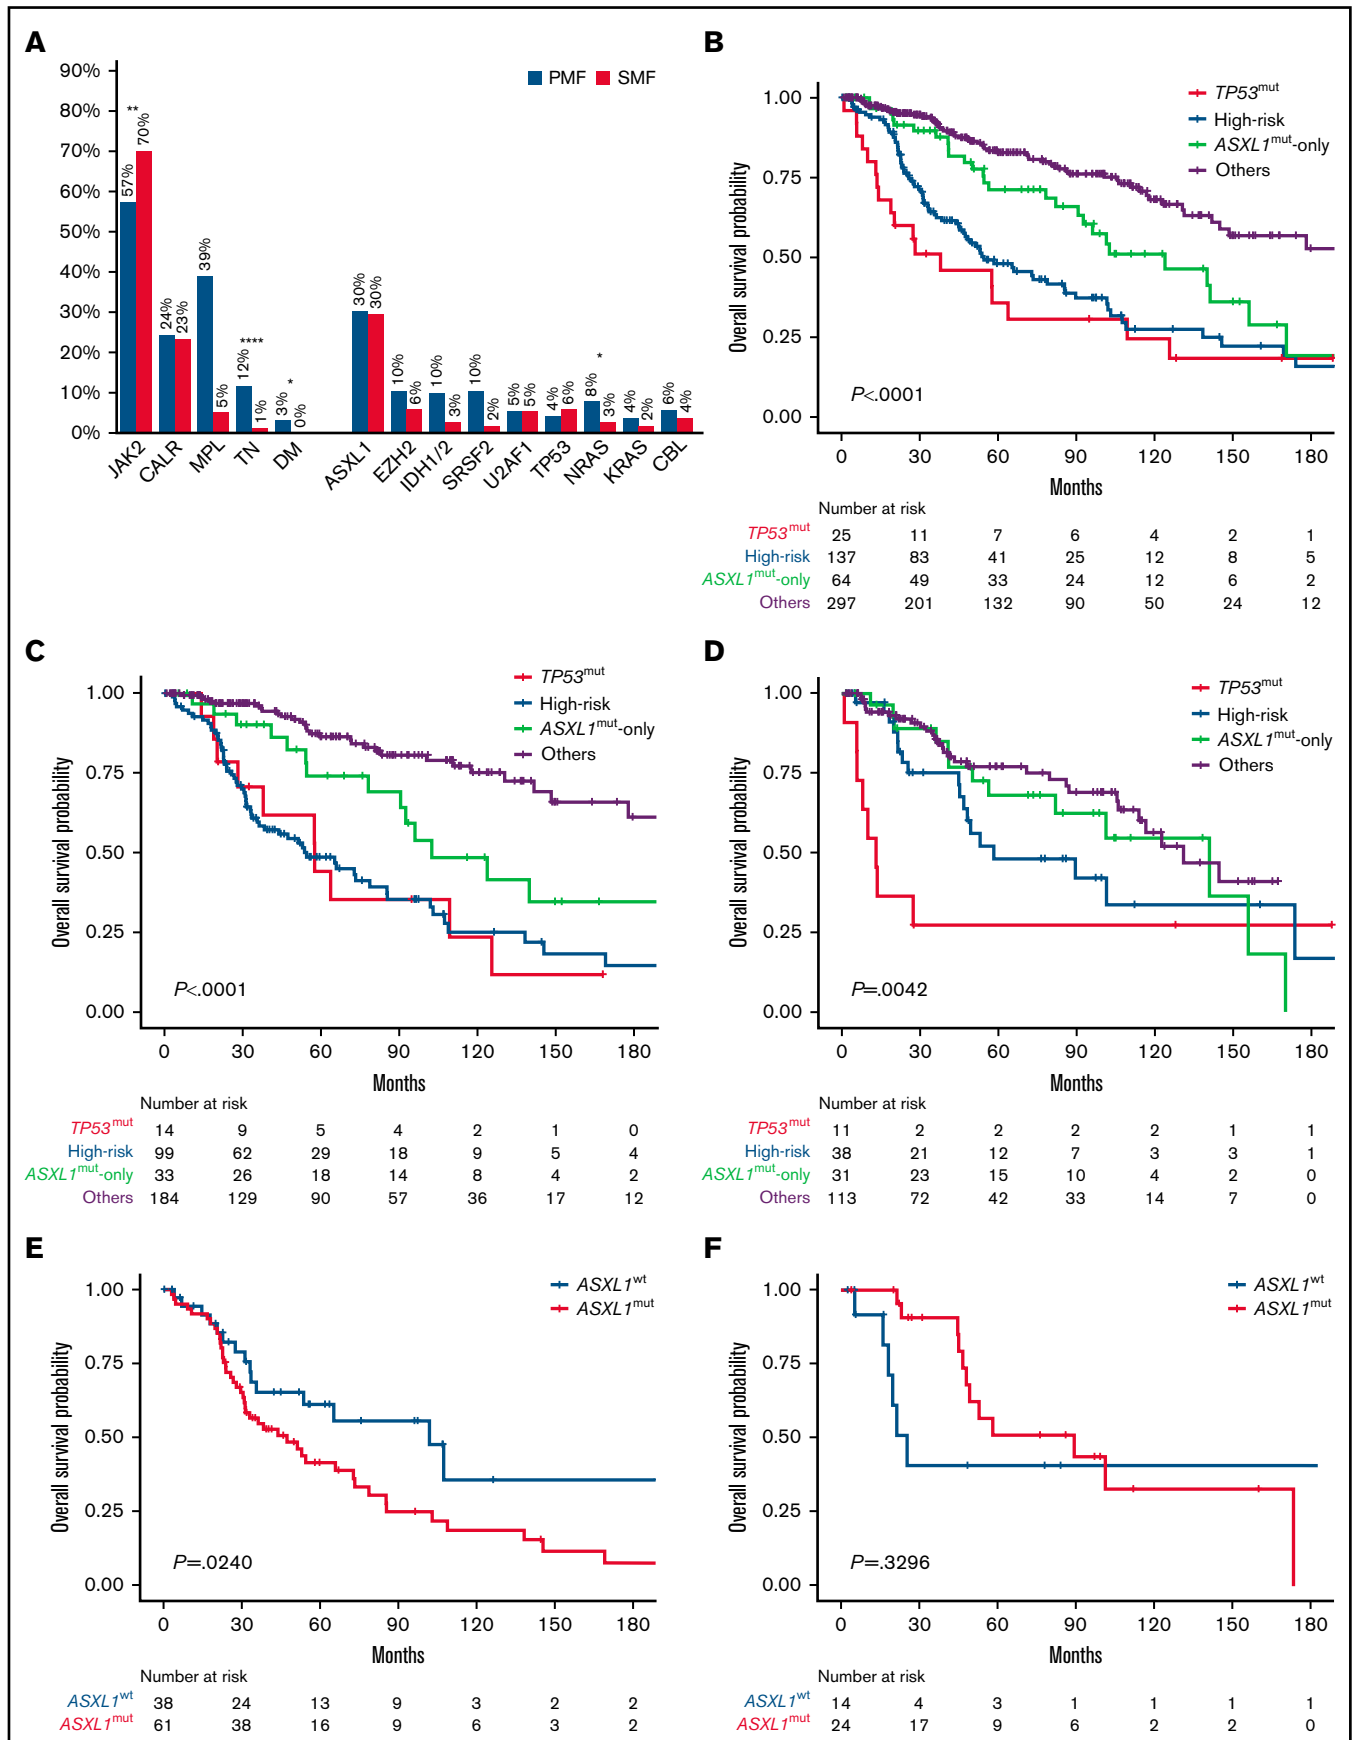 A
90%
80%
70%
60%
50%
40%
30%
20%
10%
0%
PMF SMF
** **** * *
57% 70% 24% 23% 39% 5% 12% 1% 3% 0% 30% 30% 10% 6% 10% 3% 10% 2% 5% 5% 4% 6% 8% 3% 4% 2% 6% 4%
JAK2 CALR MPL TN DM ASXL1 EZH2 IDH1/2 SRSF2 U2AF1 TP53 NRAS KRAS CBL
B
Overall survival probability
1.00
0.75
0.50
0.25
0.00
TP53mut
High-risk
ASXL1mut-only
Others
P<.0001
0 30 60 90 120 150 180
Months
Number at risk
TP53mut 25 11 7 6 4 2 1
High-risk 137 83 41 25 12 8 5
ASXL1mut-only 64 49 33 24 12 6 2
Others 297 201 132 90 50 24 12
C
Overall survival probability
1.00
0.75
0.50
0.25
0.00
TP53mut
High-risk
ASXL1mut-only
Others
P<.0001
0 30 60 90 120 150 180
Months
Number at risk
TP53mut 14 9 5 4 2 1 0
High-risk 99 62 29 18 9 5 4
ASXL1mut-only 33 26 18 14 8 4 2
Others 184 129 90 57 36 17 12
D
Overall survival probability
1.00
0.75
0.50
0.25
0.00
TP53mut
High-risk
ASXL1mut-only
Others
P=.0042
0 30 60 90 120 150 180
Months
Number at risk
TP53mut 11 2 2 2 2 1 1
High-risk 38 21 12 7 3 3 1
ASXL1mut-only 31 23 15 10 4 2 0
Others 113 72 42 33 14 7 0
E
Overall survival probability
1.00
0.75
0.50
0.25
0.00
ASXL1wt
ASXL1mut
P=.0240
0 30 60 90 120 150 180
Months
Number at risk
ASXL1wt 38 24 13 9 3 2 2
ASXL1mut 61 38 16 9 6 3 2
F
Overall survival probability
1.00
0.75
0.50
0.25
0.00
ASXL1wt
ASXL1mut
P=.3296
0 30 60 90 120 150 180
Months
Number at risk
ASXL1wt 14 4 3 1 1 1 1
ASXL1mut 24 17 9 6 2 2 0